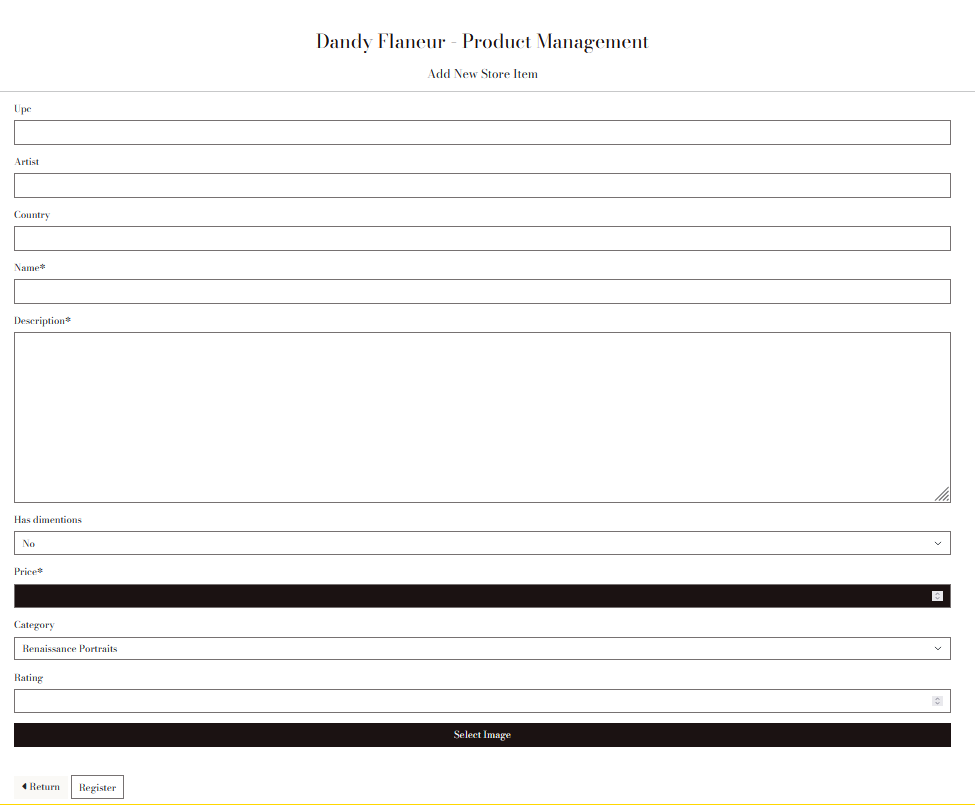 Dandy Flaneur - Product Management
Add New Store Item
Upc
Artist
Country
Name*
Description*
Has dimentions
No
Price*
Category
Renaissance Portraits
Rating
Select Image
Return
Register